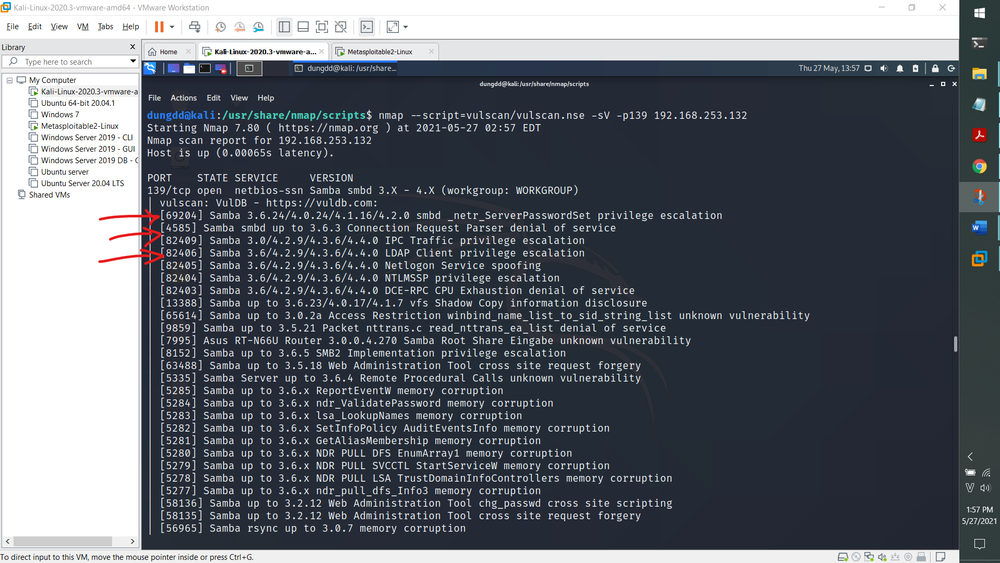 Kali-Linux-2020.3-vmware-amd64 - VMware Workstation
File Edit View VM Tabs Help
Library
Type here to search
My Computer
Kali-Linux-2020.3-vmware-a
Ubuntu 64-bit 20.04.1
Windows 7
Metasploitable2-Linux
Windows Server 2019 - CLI
Windows Server 2019 - GUI
Windows Server 2019 DB - C
Ubuntu server
Ubuntu Server 20.04 LTS
Shared VMs
Home Kali-Linux-2020.3-vmware-a... Metasploitable2-Linux
dungdd@kali: /usr/share... Thu 27 May, 13:57
dungdd@kali:/usr/share/nmap/scripts
File Actions Edit View Help
dungdd@kali:/usr/share/nmap/scripts$ nmap --script=vulscan/vulscan.nse -sV -p139 192.168.253.132
Starting Nmap 7.80 ( https://nmap.org ) at 2021-05-27 02:57 EDT
Nmap scan report for 192.168.253.132
Host is up (0.00065s latency).
PORT STATE SERVICE VERSION
139/tcp open netbios-ssn Samba smbd 3.X - 4.X (workgroup: WORKGROUP)
| vulscan: VulDB - https://vuldb.com:
| [69204] Samba 3.6.24/4.0.24/4.1.16/4.2.0 smbd _netr_ServerPasswordSet privilege escalation
| [4585] Samba smbd up to 3.6.3 Connection Request Parser denial of service
| [82409] Samba 3.0/4.2.9/4.3.6/4.4.0 IPC Traffic privilege escalation
| [82406] Samba 3.6/4.2.9/4.3.6/4.4.0 LDAP Client privilege escalation
| [82405] Samba 3.6/4.2.9/4.3.6/4.4.0 Netlogon Service spoofing
| [82404] Samba 3.6/4.2.9/4.3.6/4.4.0 NTLMSSP privilege escalation
| [82403] Samba 3.6/4.2.9/4.3.6/4.4.0 DCE-RPC CPU Exhaustion denial of service
| [13388] Samba up to 3.6.23/4.0.17/4.1.7 vfs Shadow Copy information disclosure
| [65614] Samba up to 3.0.2a Access Restriction winbind_name_list_to_sid_string_list unknown vulnerability
| [9859] Samba up to 3.5.21 Packet nttrans.c read_nttrans_ea_list denial of service
| [7995] Asus RT-N66U Router 3.0.0.4.270 Samba Root Share Eingabe unknown vulnerability
| [8152] Samba up to 3.6.5 SMB2 Implementation privilege escalation
| [63488] Samba up to 3.5.18 Web Administration Tool cross site request forgery
| [5335] Samba Server up to 3.6.4 Remote Procedural Calls unknown vulnerability
| [5285] Samba up to 3.6.x ReportEventW memory corruption
| [5284] Samba up to 3.6.x ndr_ValidatePassword memory corruption
| [5283] Samba up to 3.6.x lsa_LookupNames memory corruption
| [5282] Samba up to 3.6.x SetInfoPolicy AuditEventsInfo memory corruption
| [5281] Samba up to 3.6.x GetAliasMembership memory corruption
| [5280] Samba up to 3.6.x NDR PULL DFS EnumArray1 memory corruption
| [5279] Samba up to 3.6.x NDR PULL SVCCTL StartServiceW memory corruption
| [5278] Samba up to 3.6.x NDR PULL LSA TrustDomainInfoControllers memory corruption
| [5277] Samba up to 3.6.x ndr_pull_dfs_Info3 memory corruption
| [58136] Samba up to 3.2.12 Web Administration Tool chg_passwd cross site scripting
| [58135] Samba up to 3.2.12 Web Administration Tool cross site request forgery
| [56965] Samba rsync up to 3.0.7 memory corruption
1:57 PM
5/27/2021
To direct input to this VM, move the mouse pointer inside or press Ctrl+G.